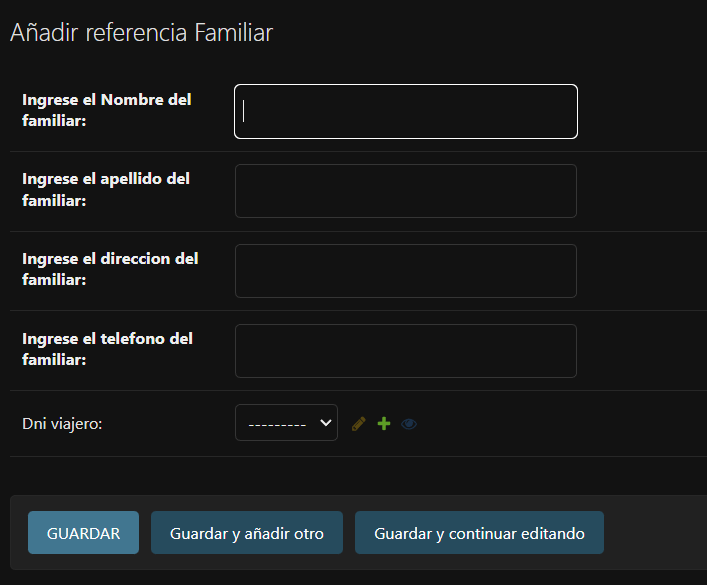 Añadir referencia Familiar
Ingrese el Nombre del
familiar:
Ingrese el apellido del
familiar:
Ingrese el direccion del
familiar:
Ingrese el telefono del
familiar:
Dni viajero:
---------
GUARDAR
Guardar y añadir otro
Guardar y continuar editando